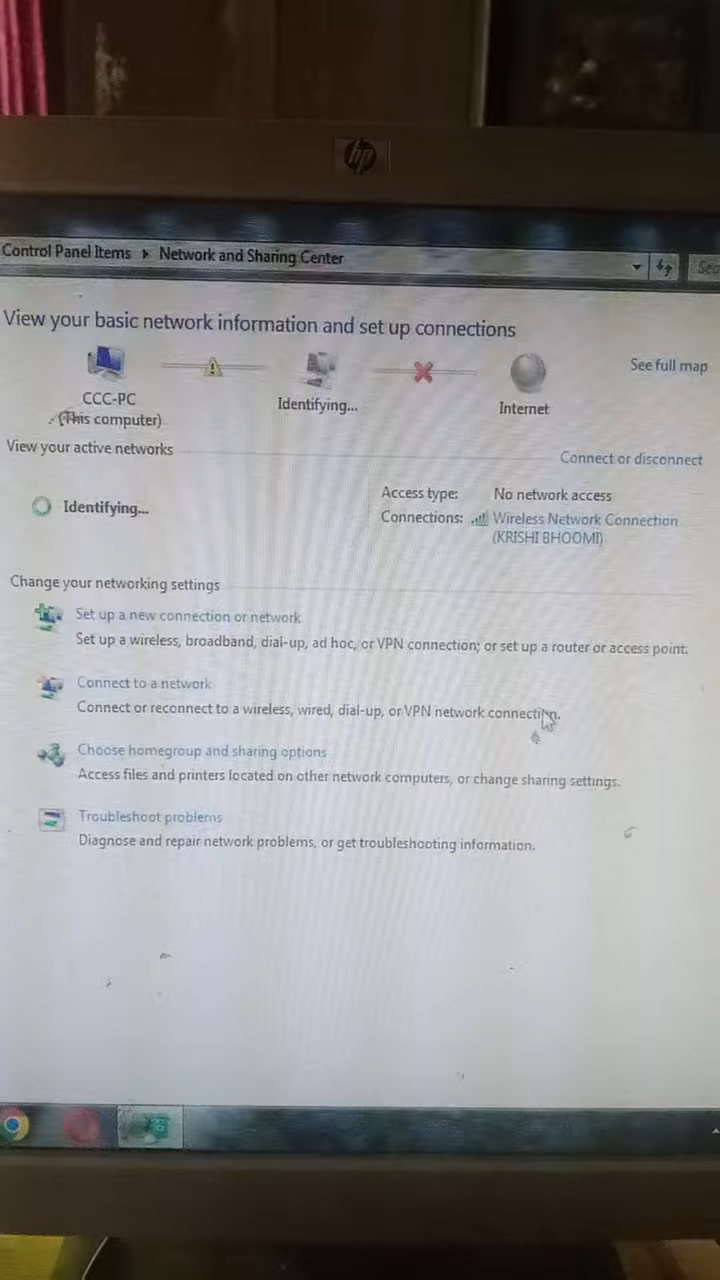 hp
Control Panel Items ▸ Network and Sharing Center
View your basic network information and set up connections
See full map
CCC-PC
(This computer)
Identifying...
Internet
View your active networks
Connect or disconnect
Identifying...
Access type: No network access
Connections: Wireless Network Connection
(KRISHI BHOOMI)
Change your networking settings
Set up a new connection or network
Set up a wireless, broadband, dial-up, ad hoc, or VPN connection; or set up a router or access point.
Connect to a network
Connect or reconnect to a wireless, wired, dial-up, or VPN network connection.
Choose homegroup and sharing options
Access files and printers located on other network computers, or change sharing settings.
Troubleshoot problems
Diagnose and repair network problems, or get troubleshooting information.